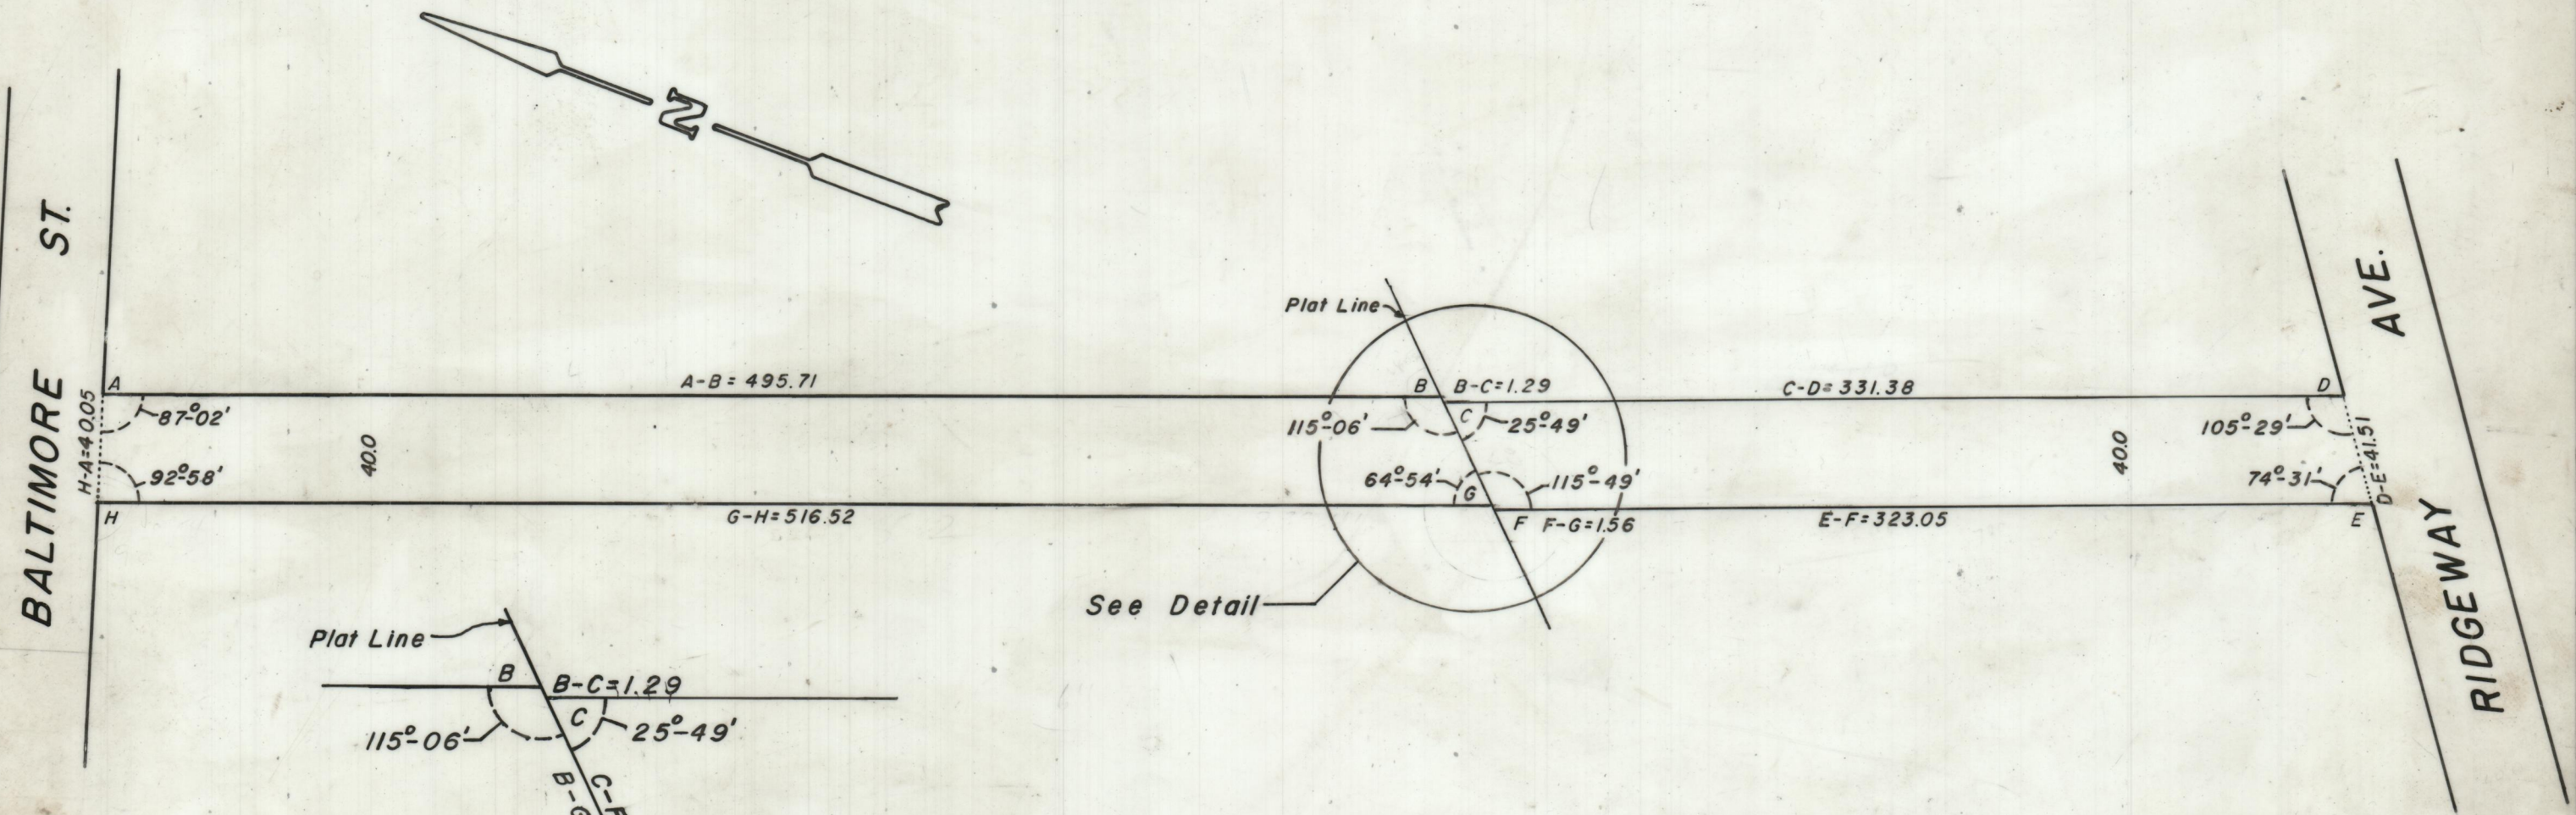 N
BALTIMORE ST.
RIDGEWAY AVE.
Plat Line
A
A-B = 495.71
B
B-C=1.29
C-D=331.38
D
87°-02'
115°-06'
C
25°-49'
105°-29'
H-A=40.05
40.0
40.0
D-E=41.51
92°-58'
64°-54'
G
115°-49'
74°-31'
H
G-H=516.52
F
F-G=1.56
E-F=323.05
E
See Detail
Plat Line
B
B-C=1.29
C
115°-06'
25°-49'